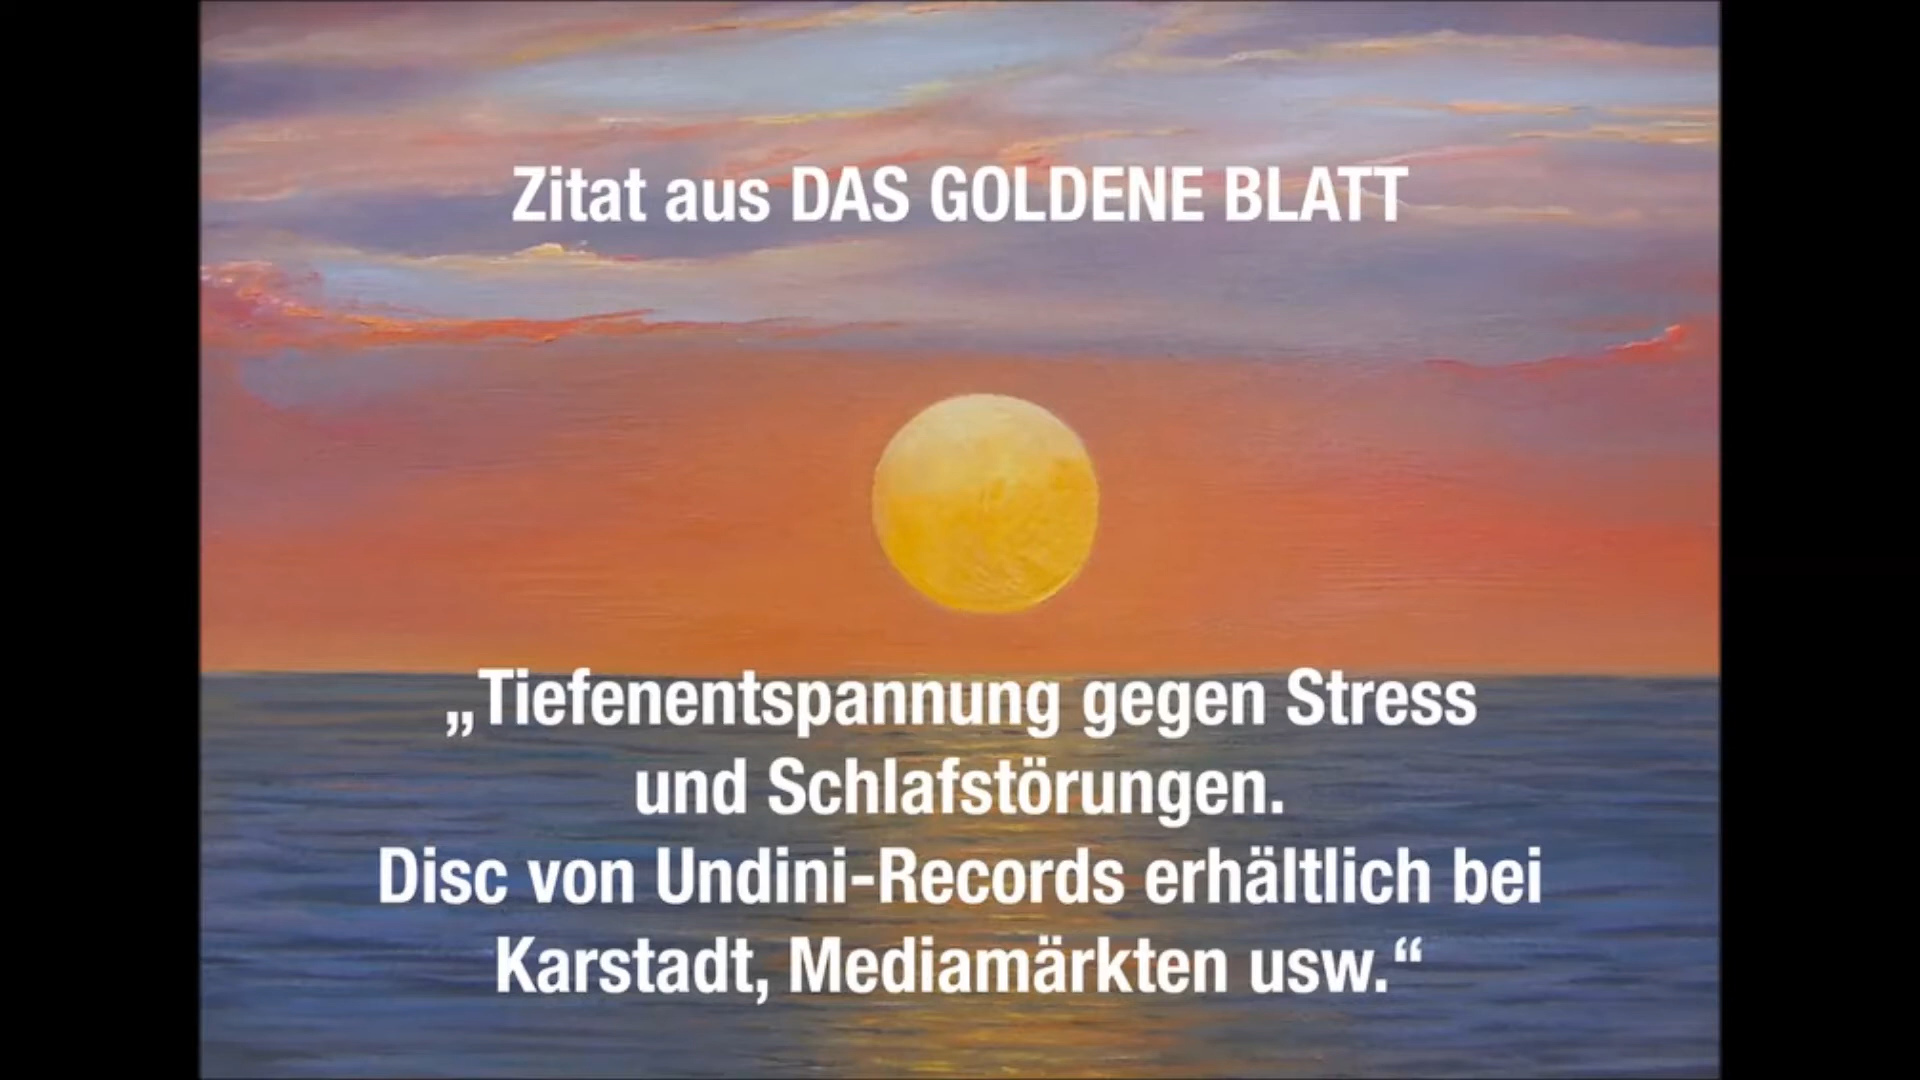 Zitat aus DAS GOLDENE BLATT
„Tiefenentspannung gegen Stress
und Schlafstörungen.
Disc von Undini-Records erhältlich bei
Karstadt, Mediamärkten usw.“